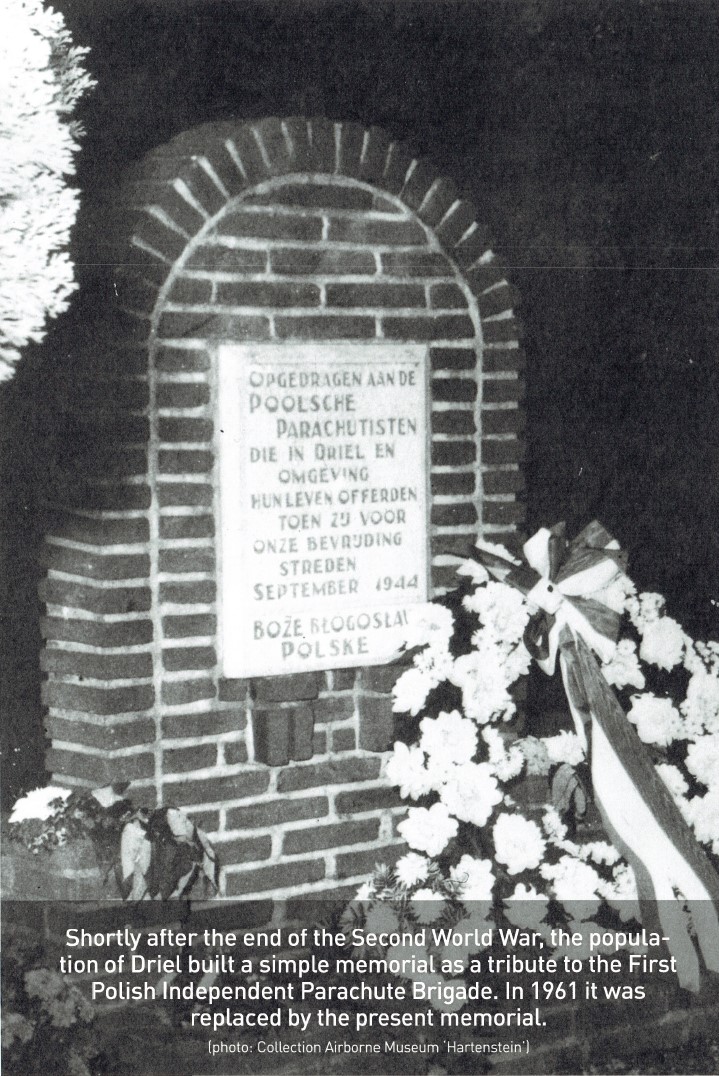 OPGEDRAGEN AAN DE
POOLSCHE
PARACHUTISTEN
DIE IN DRIEL EN
OMGEVING
HUN LEVEN OFFERDEN
TOEN ZIJ VOOR
ONZE BEVRIJDING
STREDEN
SEPTEMBER 1944
BOŻE BŁOGOSŁAW
POLSKE
Shortly after the end of the Second World War, the popula-
tion of Driel built a simple memorial as a tribute to the First
Polish Independent Parachute Brigade. In 1961 it was
replaced by the present memorial.
(photo: Collection Airborne Museum 'Hartenstein')